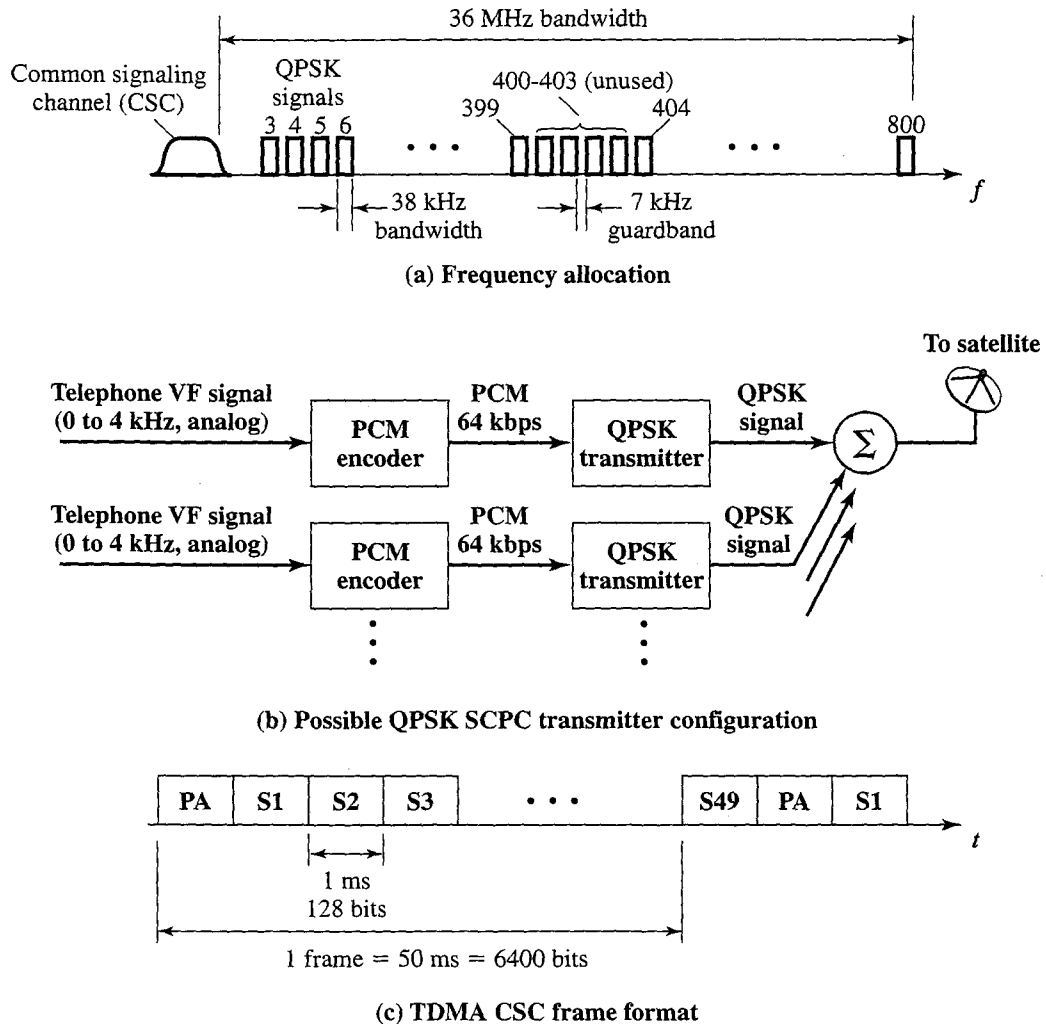 36 MHz bandwidth
Common signaling
channel (CSC)
QPSK
signals
3 4 5 6
399
400-403 (unused)
404
800
f
38 kHz
bandwidth
7 kHz
guardband
(a) Frequency allocation
To satellite
Telephone VF signal
(0 to 4 kHz, analog)
PCM
encoder
PCM
64 kbps
QPSK
transmitter
QPSK
signal
Σ
Telephone VF signal
(0 to 4 kHz, analog)
PCM
encoder
PCM
64 kbps
QPSK
transmitter
QPSK
signal
(b) Possible QPSK SCPC transmitter configuration
PA S1 S2 S3 S49 PA S1
t
1 ms
128 bits
1 frame = 50 ms = 6400 bits
(c) TDMA CSC frame format